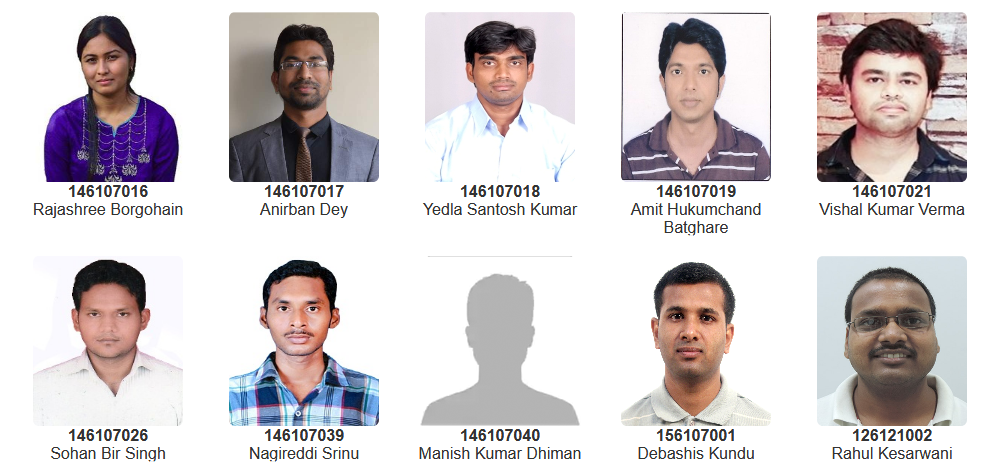 146107016
Rajashree Borgohain
146107017
Anirban Dey
146107018
Yedla Santosh Kumar
146107019
Amit Hukumchand
Batghare
146107021
Vishal Kumar Verma
146107026
Sohan Bir Singh
146107039
Nagireddi Srinu
146107040
Manish Kumar Dhiman
156107001
Debashis Kundu
126121002
Rahul Kesarwani